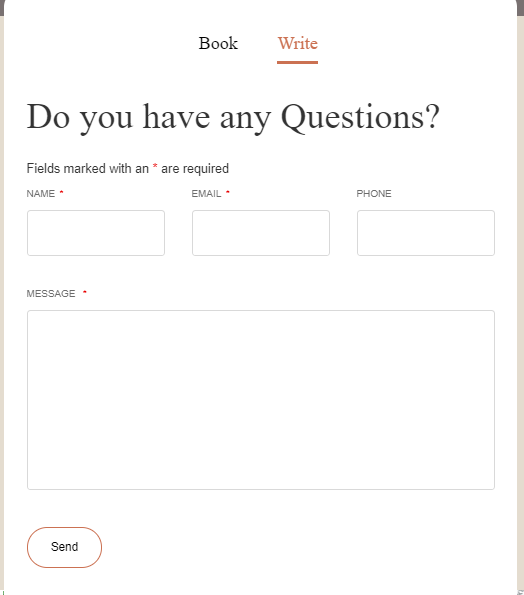 Book Write
Do you have any Questions?
Fields marked with an * are required
NAME * EMAIL * PHONE
MESSAGE *
Send